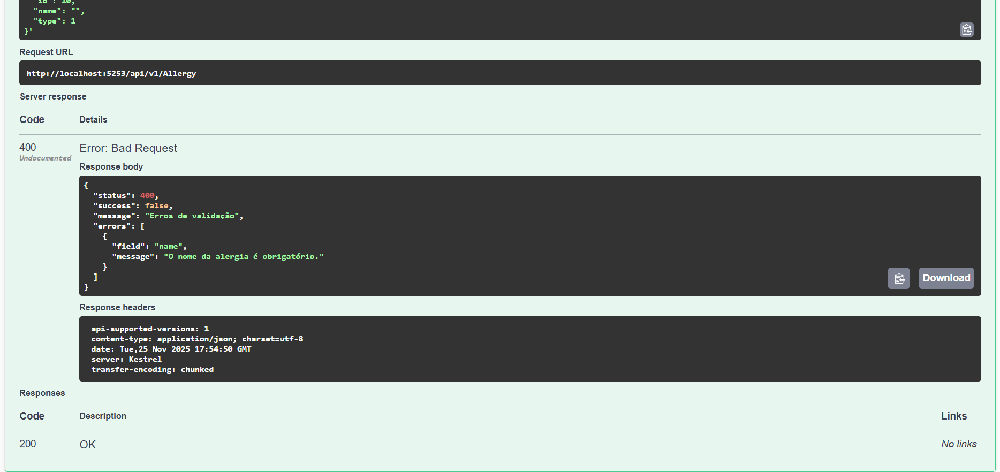 "id": 10,
"name": "",
"type": 1
}'
Request URL
http://localhost:5253/api/v1/Allergy
Server response
Code Details
400 Error: Bad Request
Undocumented
Response body
{
"status": 400,
"success": false,
"message": "Erros de validação",
"errors": [
{
"field": "name",
"message": "O nome da alergia é obrigatório."
}
]
}
Download
Response headers
api-supported-versions: 1
content-type: application/json; charset=utf-8
date: Tue,25 Nov 2025 17:54:50 GMT
server: Kestrel
transfer-encoding: chunked
Responses
Code Description Links
200 OK No links